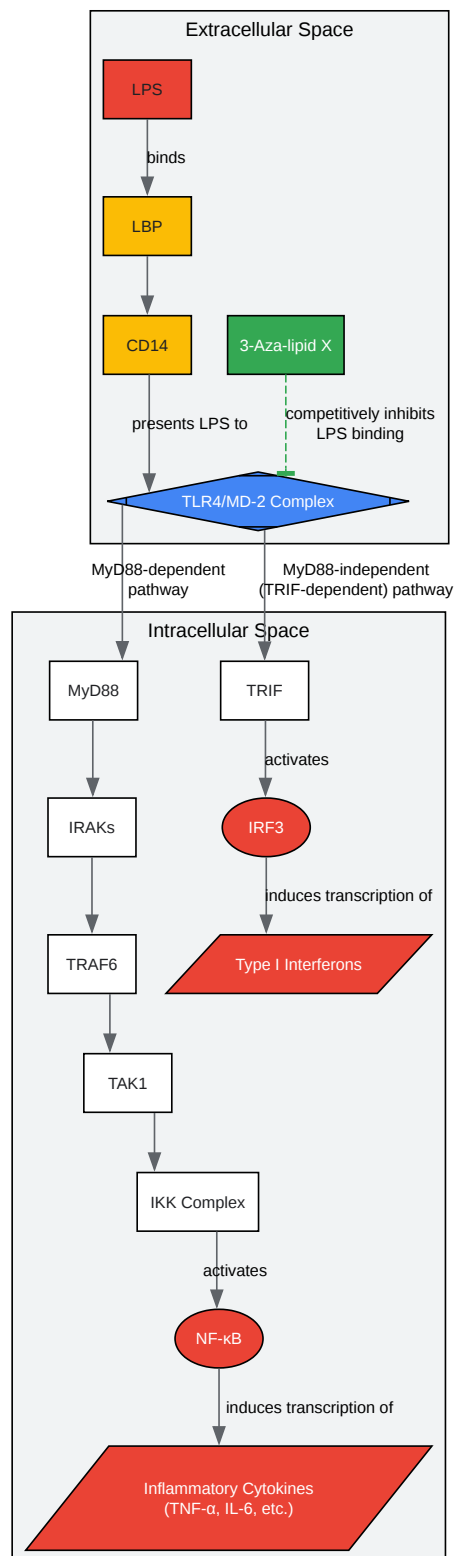 Extracellular Space
LPS
binds
LBP
CD14
3-Aza-lipid X
presents LPS to
competitively inhibits
LPS binding
TLR4/MD-2 Complex
MyD88-dependent
pathway
MyD88-independent
(TRIF-dependent) pathway
Intracellular Space
MyD88
TRIF
activates
IRAKs
IRF3
induces transcription of
TRAF6
Type I Interferons
TAK1
IKK Complex
activates
NF-κB
induces transcription of
Inflammatory Cytokines
(TNF-α, IL-6, etc.)